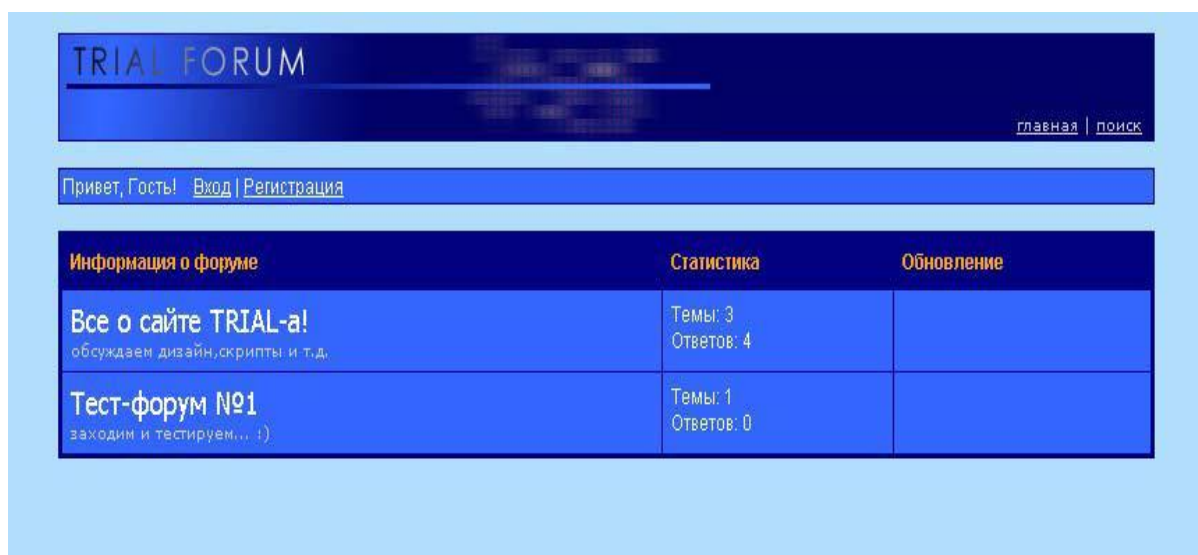 TRIAL FORUM
главная | поиск
Привет, Гость! Вход | Регистрация
Информация о форуме Статистика Обновление
Все о сайте TRIAL-а! Темы: 3
обсуждаем дизайн,скрипты и т.д. Ответов: 4
Тест-форум №1 Темы: 1
заходим и тестируем... :) Ответов: 0